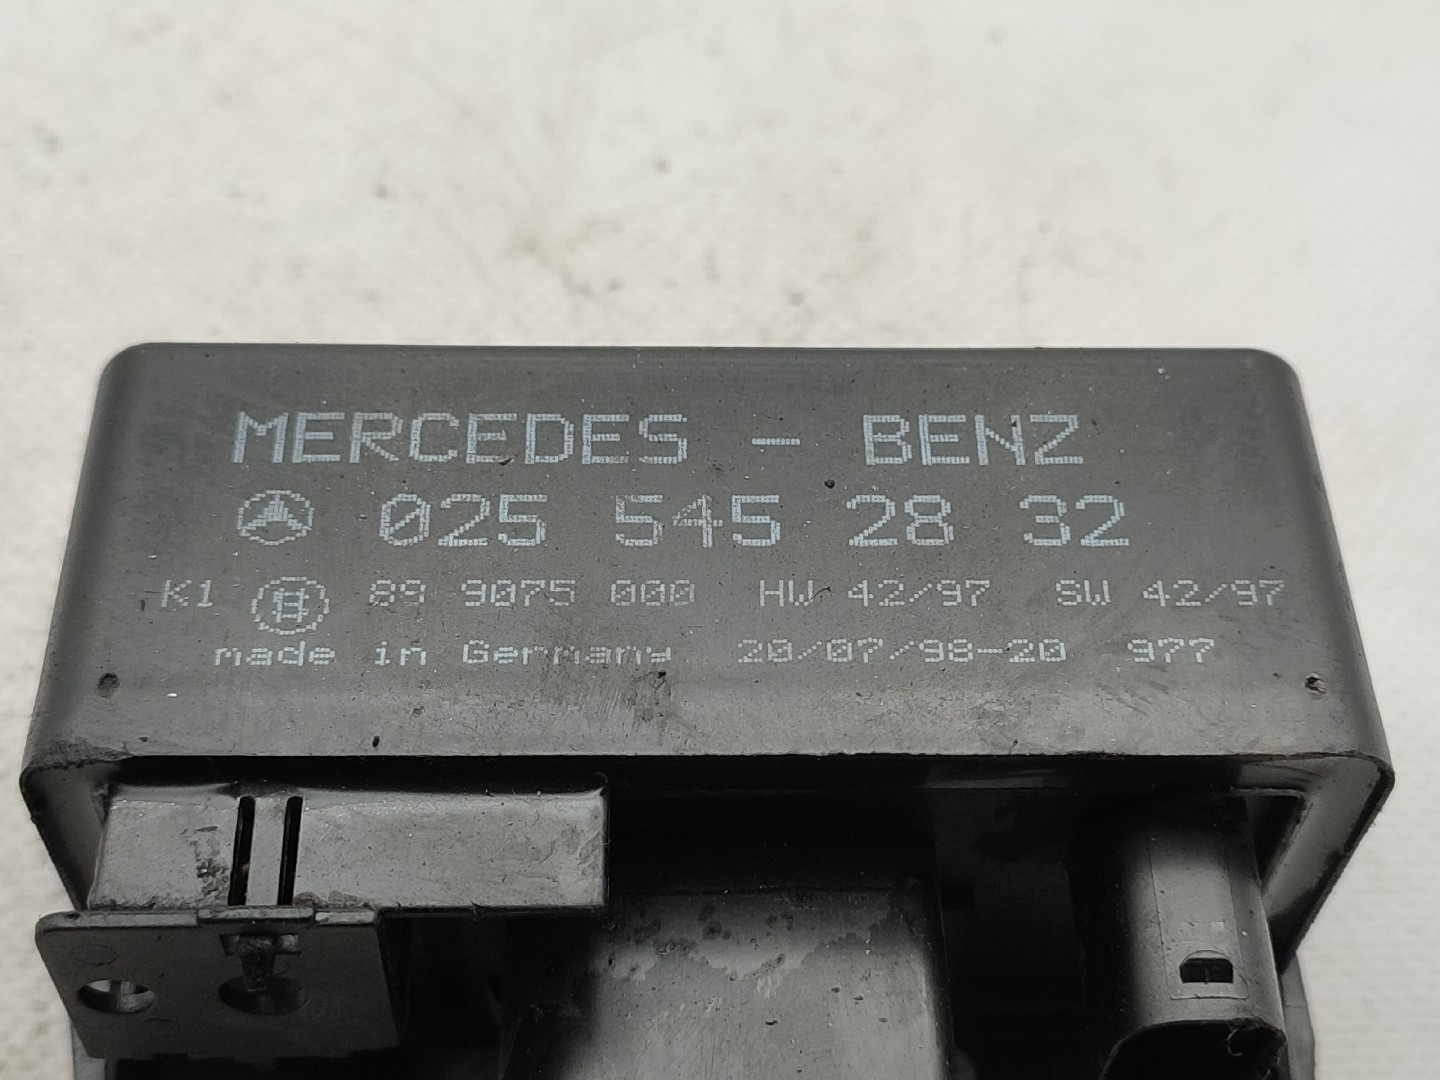 MERCEDES - BENZ
025 545 28 32
K1 89 9075 000 HW 42/97 SW 42/97
made in Germany 20/07/98-20 977